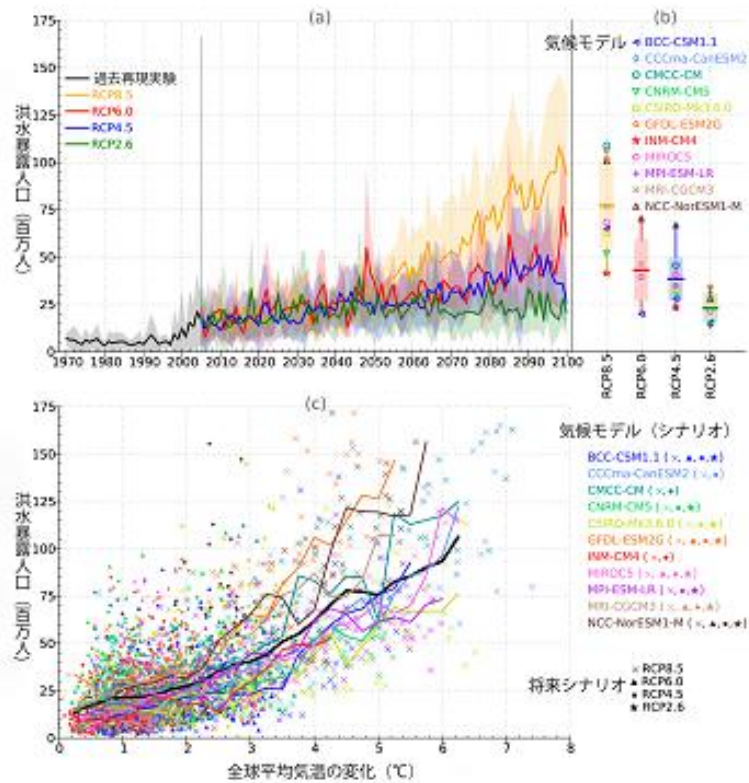 (a)
(b)
175
150
125
100
75
50
25
0
洪水暴露人口（百万人）
過去再現実験
RCP8.5
RCP6.0
RCP4.5
RCP2.6
1970 1980 1990 2000 2010 2020 2030 2040 2050 2060 2070 2080 2090 2100
気候モデル
BCC-CSM1.1
CCCma-CanESM2
CMCC-CM
CNRM-CM5
CSIRO-Mk3.6.0
GFDL-ESM2G
INM-CM4
MIROC5
MPI-ESM-LR
MRI-CGCM3
NCC-NorESM1-M
RCP8.5
RCP6.0
RCP4.5
RCP2.6
(c)
175
150
125
100
75
50
25
0
洪水暴露人口（百万人）
0 1 2 3 4 5 6 7 8
全球平均気温の変化（℃）
気候モデル（シナリオ）
BCC-CSM1.1 (×, ▲, •, ★)
CCCma-CanESM2 (×, •)
CMCC-CM (×, •)
CNRM-CM5 (×, •, ★)
CSIRO-Mk3.6.0 (×, •, ★)
GFDL-ESM2G (×, ▲, •, ★)
INM-CM4 (×, •)
MIROC5 (×, ▲, •, ★)
MPI-ESM-LR (×, •, ★)
MRI-CGCM3 (×, ▲, •, ★)
NCC-NorESM1-M (×, ▲, •, ★)
将来シナリオ
× RCP8.5
▲ RCP6.0
• RCP4.5
★ RCP2.6